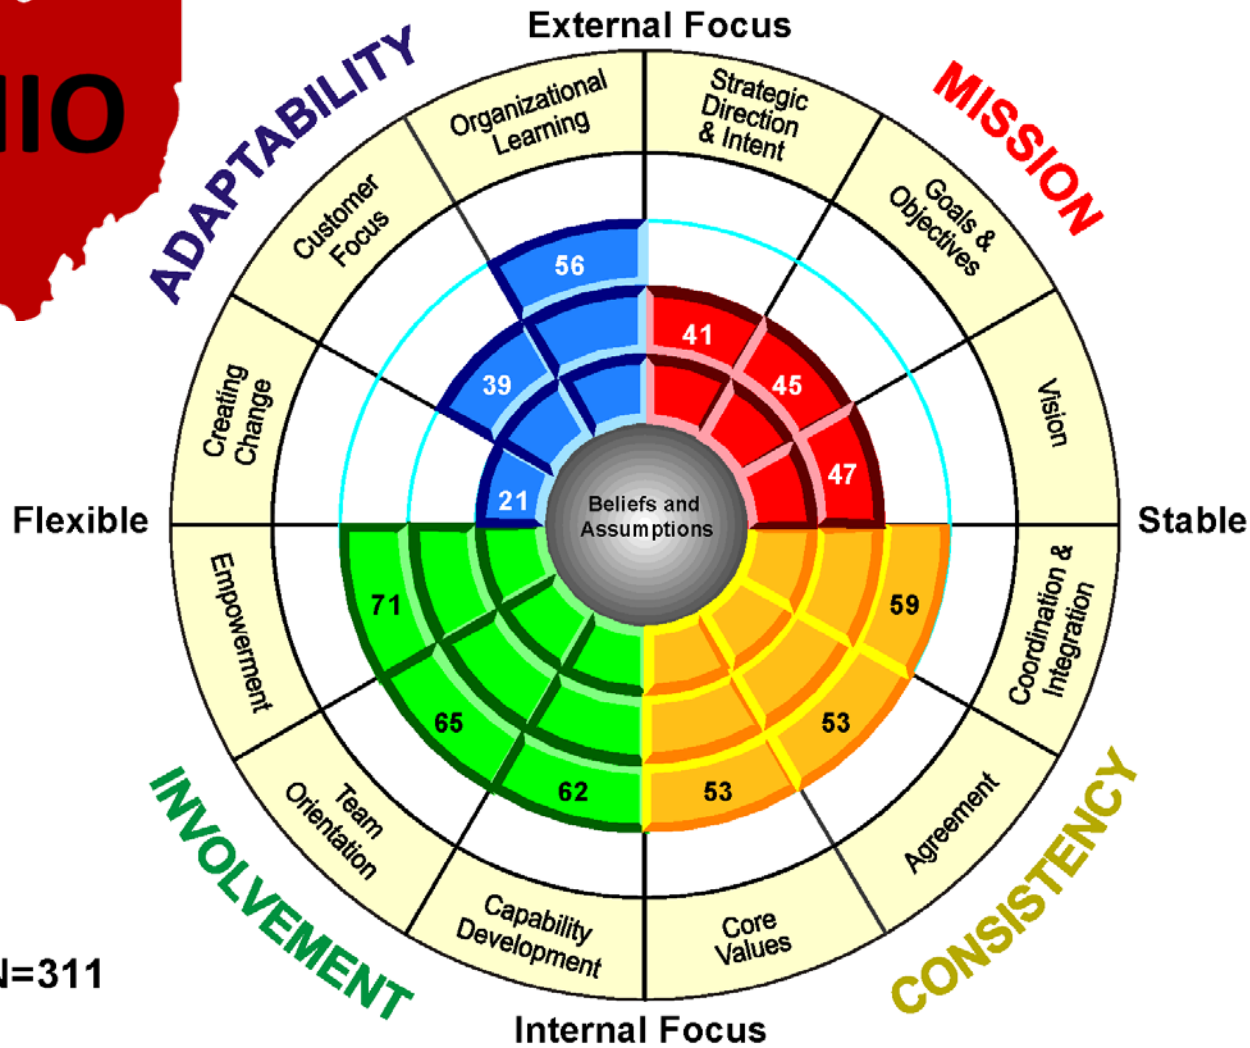 External Focus
ADAPTABILITY
MISSION
Organizational
Learning
Strategic
Direction
& Intent
Customer
Focus
Goals &
Objectives
Creating
Change
Vision
56
41
39
45
21
47
Beliefs and
Assumptions
Flexible
Stable
Empowerment
Coordination &
Integration
71
59
65
53
62
53
Team
Orientation
Agreement
Capability
Development
Core
Values
INVOLVEMENT
CONSISTENCY
N=311
Internal Focus